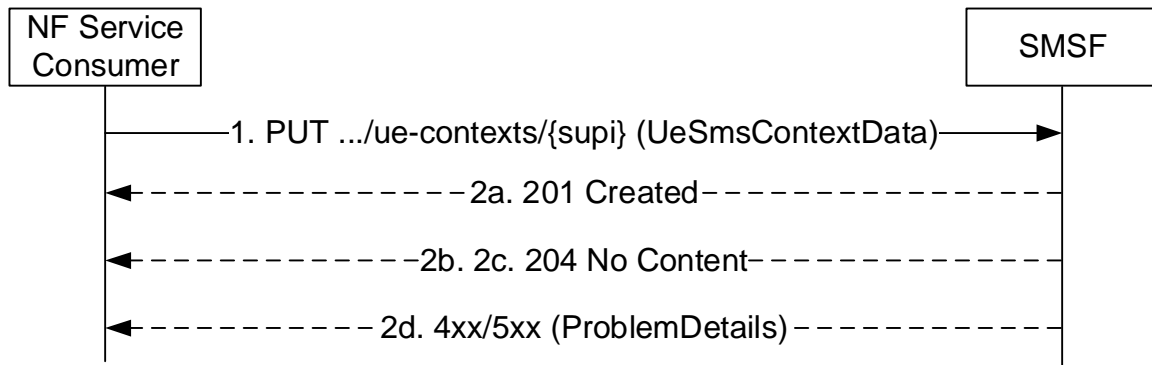 NF Service
Consumer
SMSF
1. PUT .../ue-contexts/{supi} (UeSmsContextData)
2a. 201 Created
2b. 2c. 204 No Content
2d. 4xx/5xx (ProblemDetails)